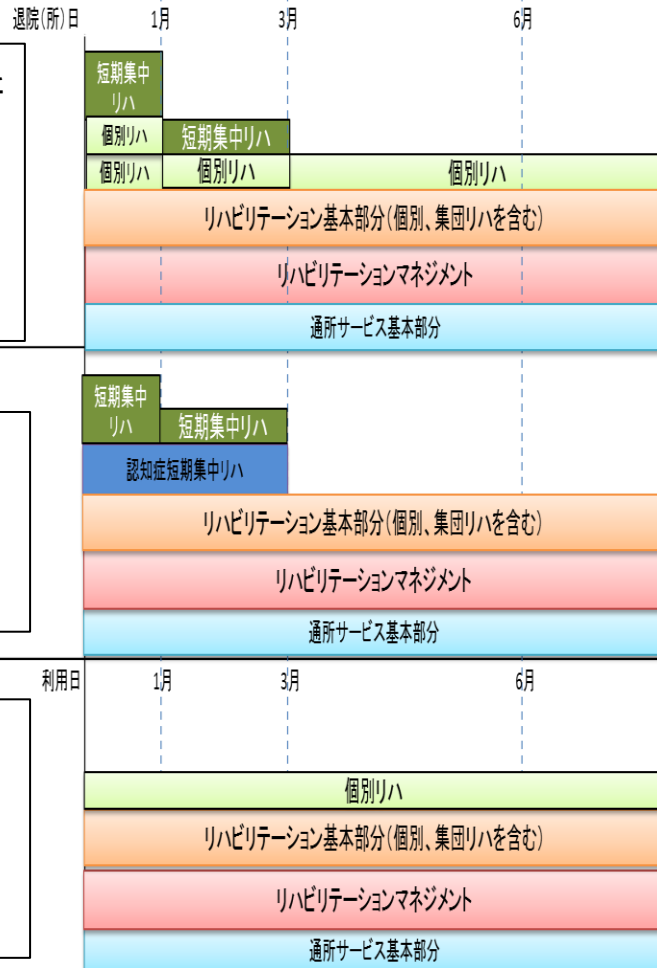 退院(所)日 1月 3月 6月
短期集中
リハ
個別リハ 短期集中リハ
個別リハ 個別リハ 個別リハ
リハビリテーション基本部分(個別、集団リハを含む)
リハビリテーションマネジメント
通所サービス基本部分
短期集中
リハ 短期集中リハ
認知症短期集中リハ
リハビリテーション基本部分(個別、集団リハを含む)
リハビリテーションマネジメント
通所サービス基本部分
利用日 1月 3月 6月
個別リハ
リハビリテーション基本部分(個別、集団リハを含む)
リハビリテーションマネジメント
通所サービス基本部分